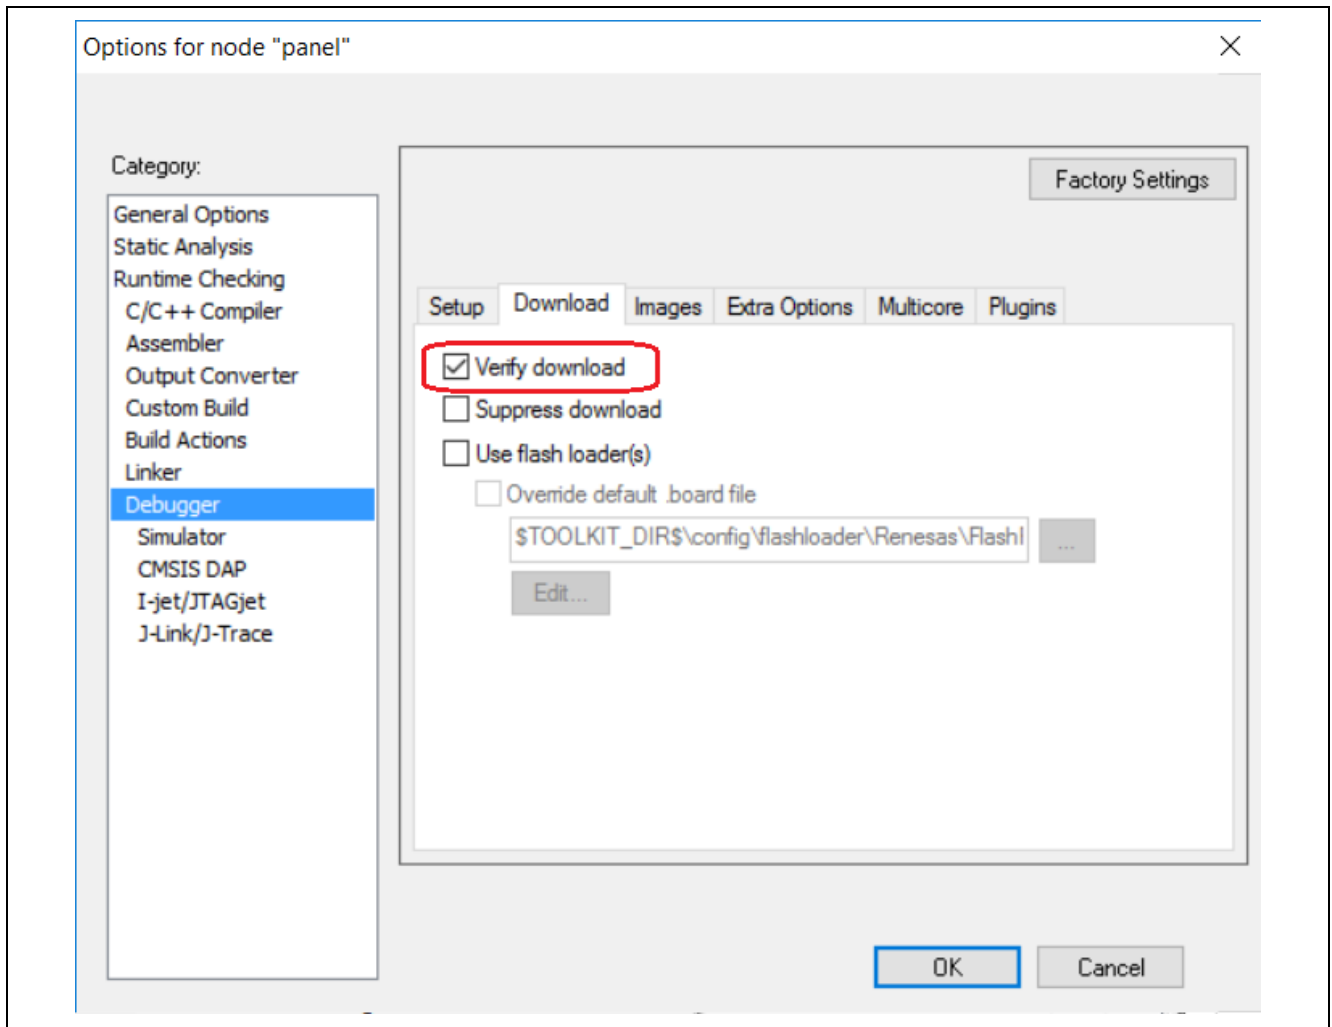 Options for node "panel"
Category:
Factory Settings
General Options
Static Analysis
Runtime Checking
C/C++ Compiler
Assembler
Output Converter
Custom Build
Build Actions
Linker
Debugger
Simulator
CMSIS DAP
I-jet/JTAGjet
J-Link/J-Trace
Setup Download Images Extra Options Multicore Plugins
Verify download
Suppress download
Use flash loader(s)
Override default .board file
$TOOLKIT_DIR$\config\flashloader\Renesas\Flashl ...
Edit...
OK Cancel